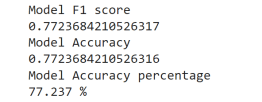 Model F1 score
0.7723684210526317
Model Accuracy
0.7723684210526316
Model Accuracy percentage
77.237 %